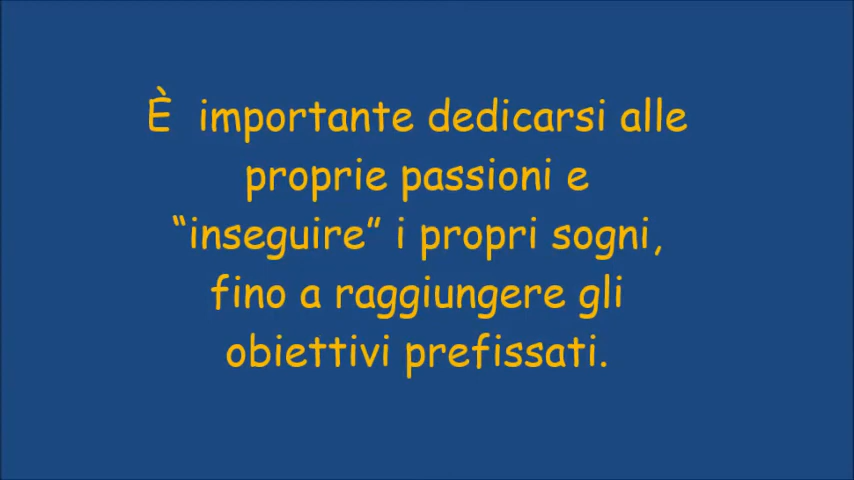 È  importante dedicarsi alle
proprie passioni e
“inseguire” i propri sogni,
fino a raggiungere gli
obiettivi prefissati.